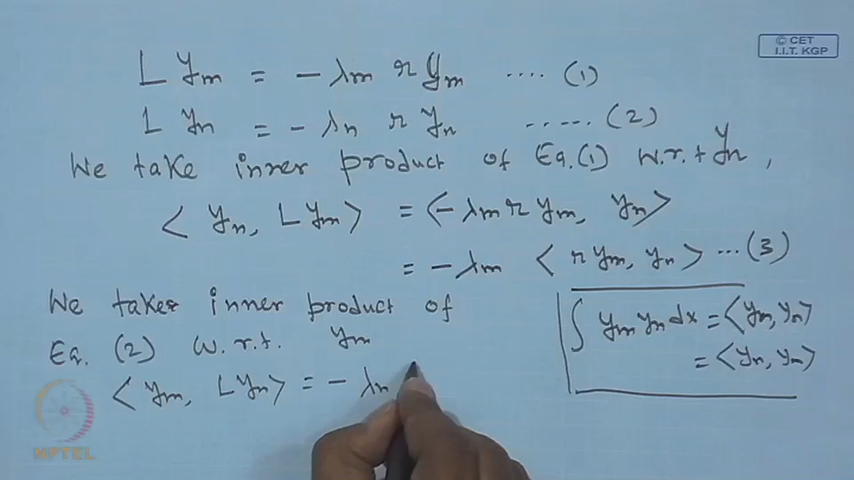 © CET
I.I.T. KGP
L y_m = - λ_m r y_m .... (1)
L y_n = - λ_n r y_n ..... (2)
We take inner product of Eq.(1) w.r.t y_n,
< y_n, L y_m > = < - λ_m r y_m, y_n >
= - λ_m < r y_m, y_n > ... (3)
We takes inner product of
Eq. (2) w.r.t. y_m
< y_m, L y_n > = - λ_n
∫ y_m y_n dx = < y_m, y_n >
= < y_n, y_m >
NPTEL